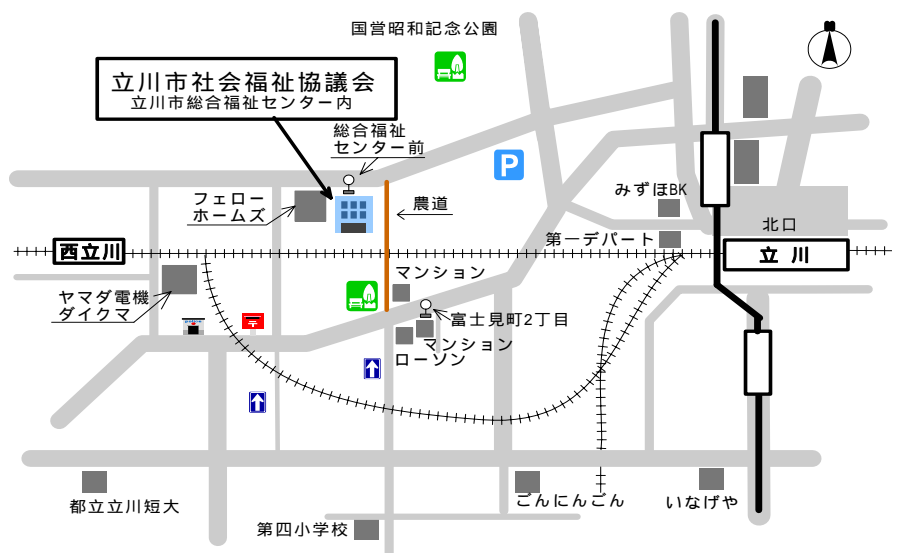 国営昭和記念公園
立川市社会福祉協議会
立川市総合福祉センター内
総合福祉
センター前
P
フェロー
ホームズ
農道
みずほBK
北口
第一デパート
西立川
立川
マンション
ヤマダ電機
ダイクマ
富士見町2丁目
マンション
ローソン
都立立川短大
ごんにんごん
いなげや
第四小学校